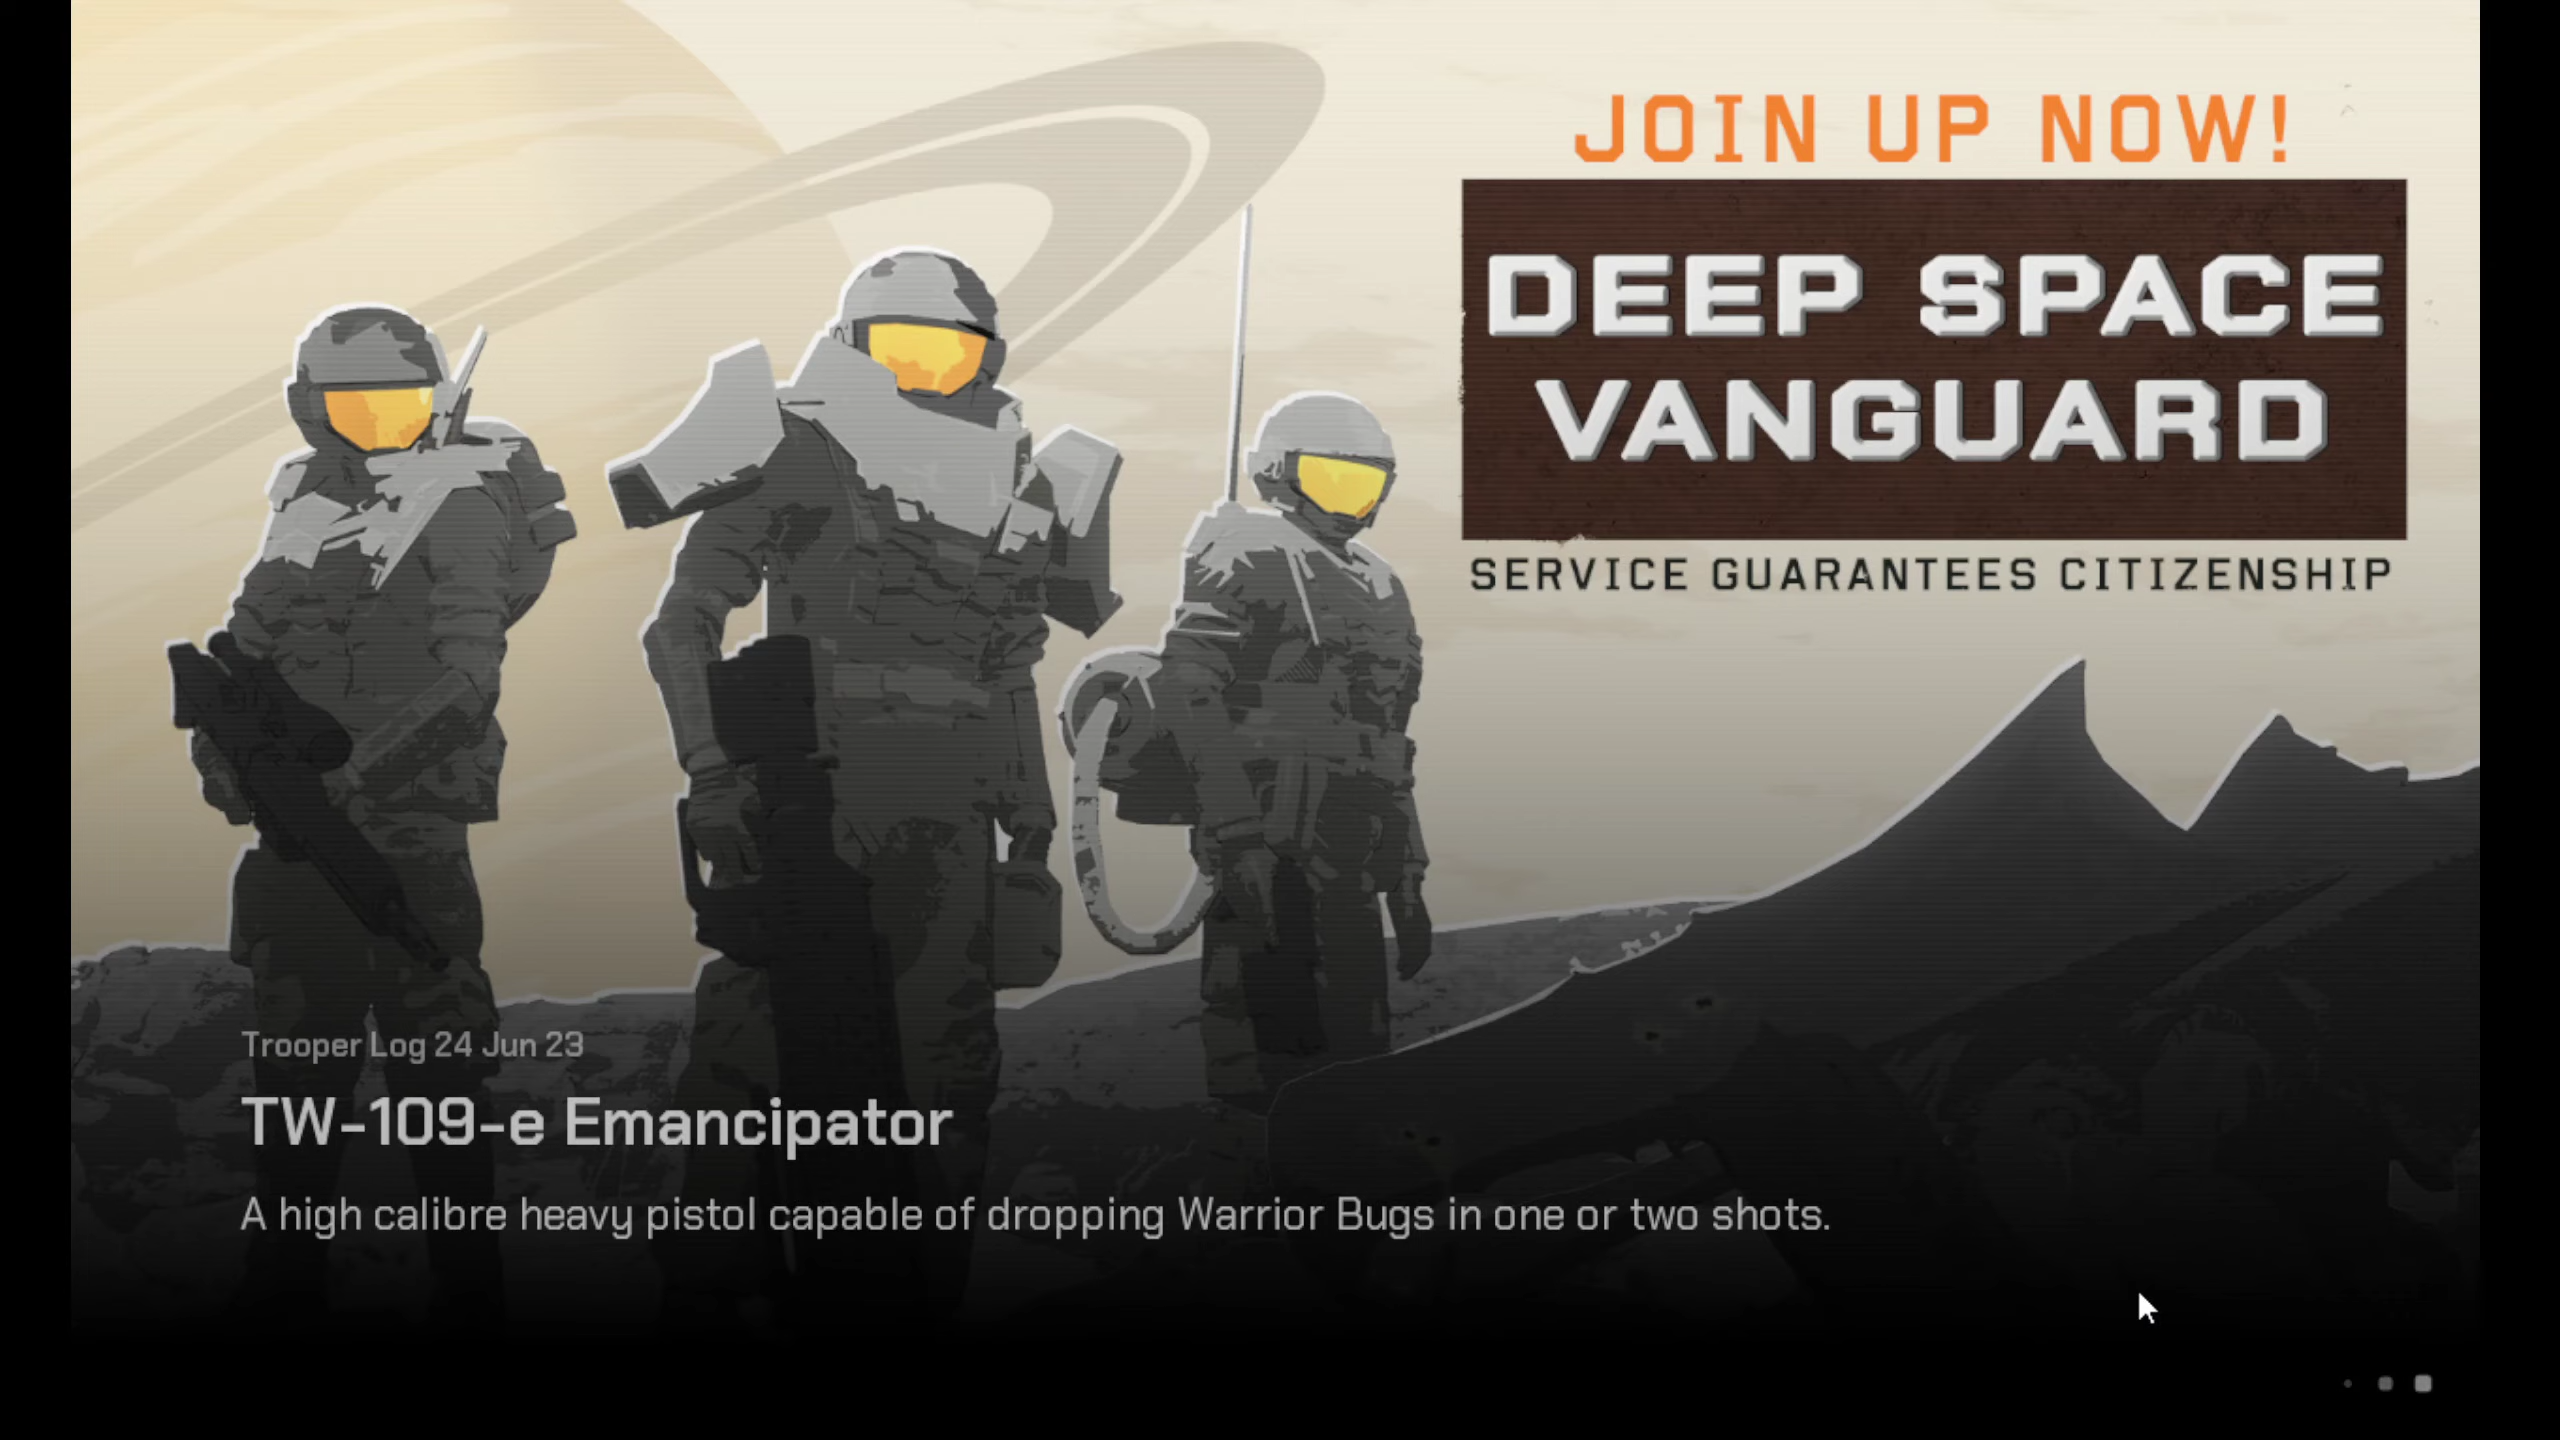 JOIN UP NOW!
DEEP SPACE
VANGUARD
SERVICE GUARANTEES CITIZENSHIP
Trooper Log 24 Jun 23
TW-109-e Emancipator
A high calibre heavy pistol capable of dropping Warrior Bugs in one or two shots.